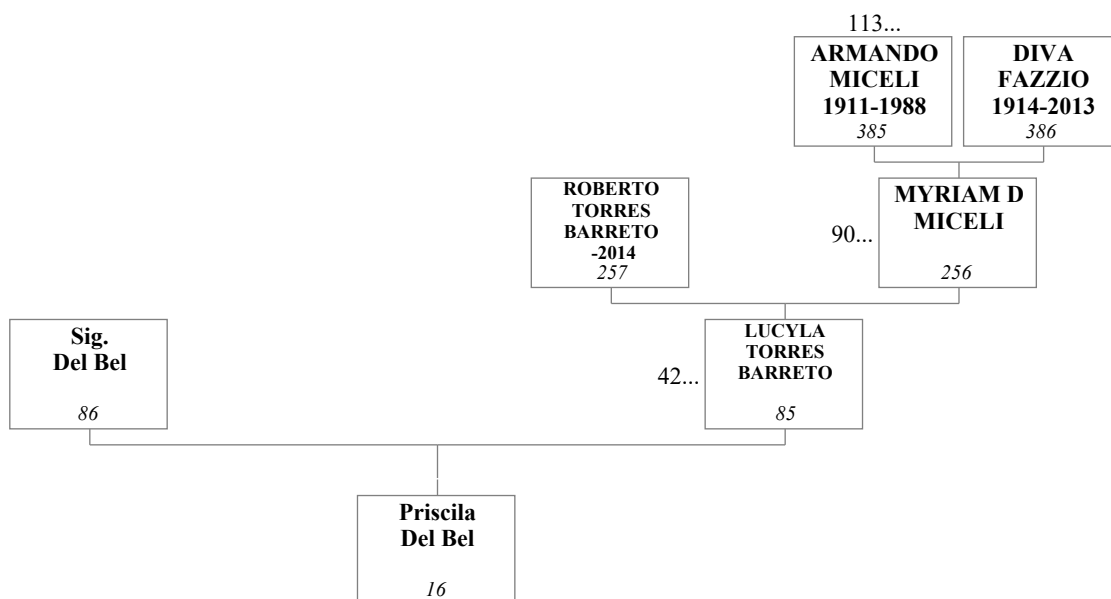 113...
ARMANDO
MICELI
1911-1988
385
DIVA
FAZZIO
1914-2013
386
ROBERTO
TORRES
BARRETO
-2014
257
90...
MYRIAM D
MICELI
256
Sig.
Del Bel
86
42...
LUCYLA
TORRES
BARRETO
85
Priscila
Del Bel
16